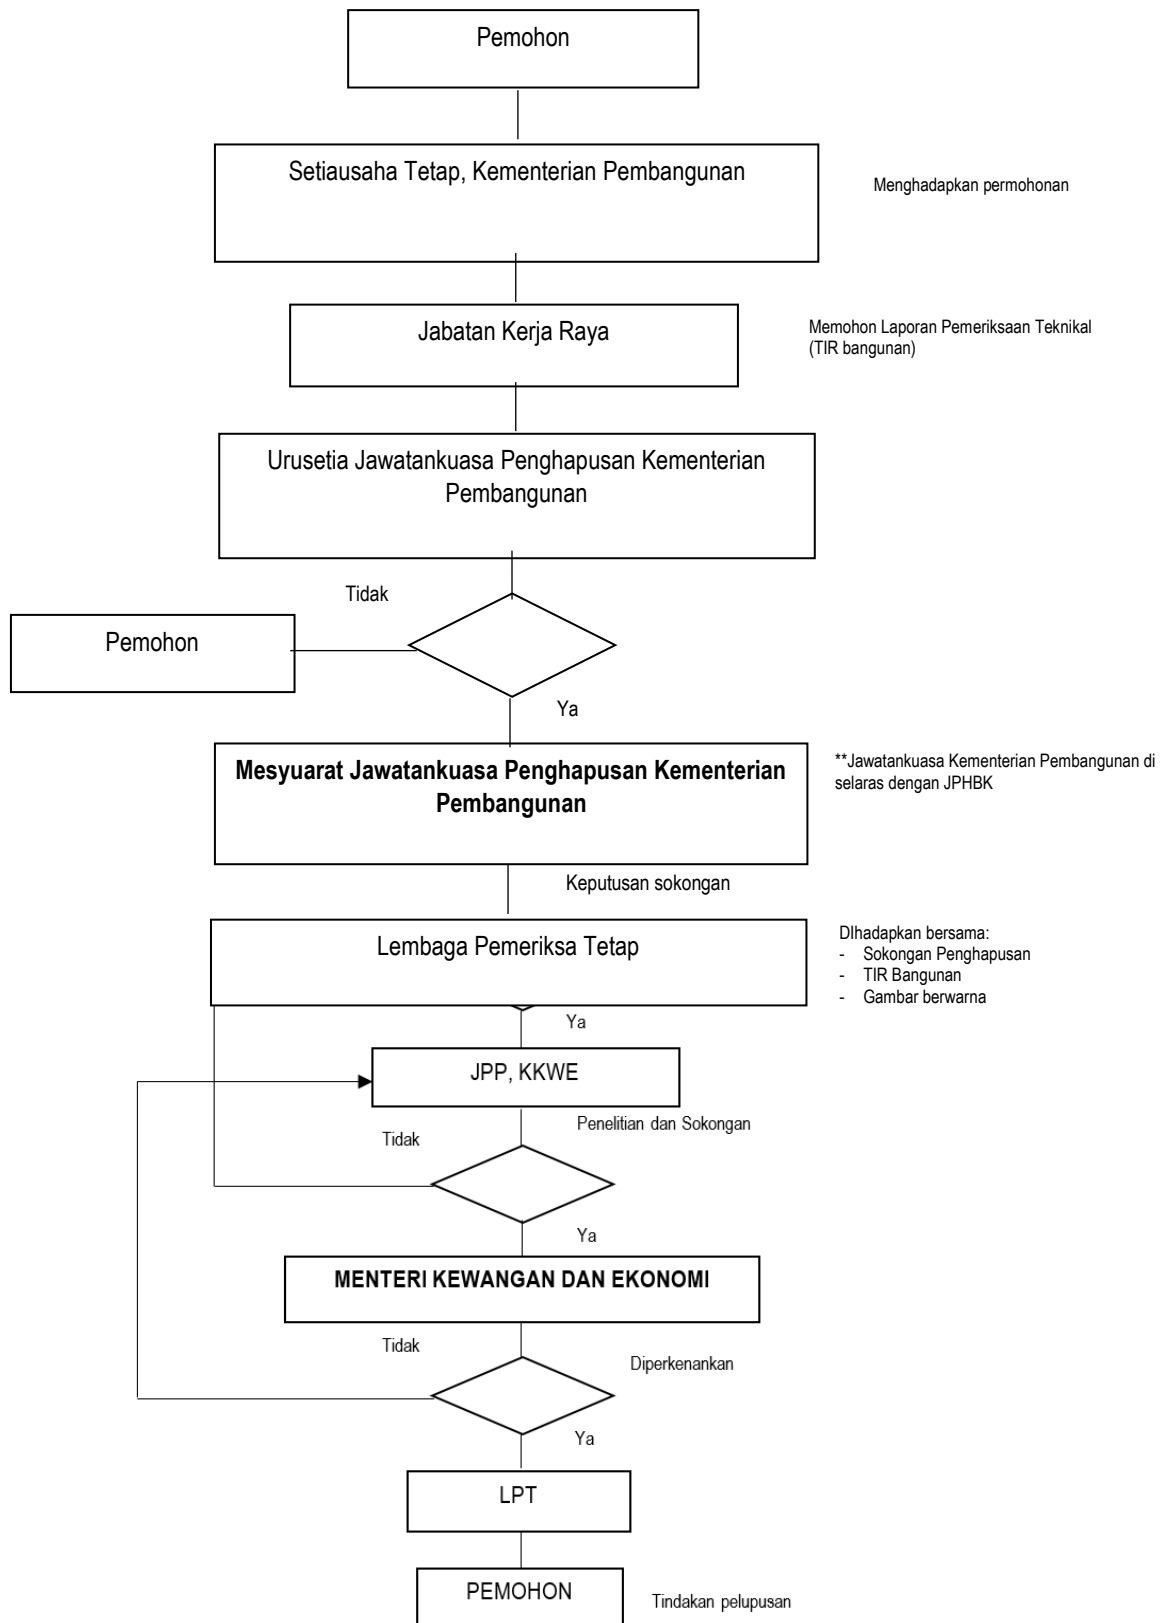 Pemohon
Setiausaha Tetap, Kementerian Pembangunan
Menghadapkan permohonan
Jabatan Kerja Raya
Memohon Laporan Pemeriksaan Teknikal
(TIR bangunan)
Urusetia Jawatankuasa Penghapusan Kementerian
Pembangunan
Tidak
Pemohon
Ya
Mesyuarat Jawatankuasa Penghapusan Kementerian
Pembangunan
**Jawatankuasa Kementerian Pembangunan di
selaras dengan JPHBK
Keputusan sokongan
Lembaga Pemeriksa Tetap
DIhadapkan bersama:
- Sokongan Penghapusan
- TIR Bangunan
- Gambar berwarna
Ya
JPP, KKWE
Penelitian dan Sokongan
Tidak
Ya
MENTERI KEWANGAN DAN EKONOMI
Tidak
Diperkenankan
Ya
LPT
PEMOHON
Tindakan pelupusan